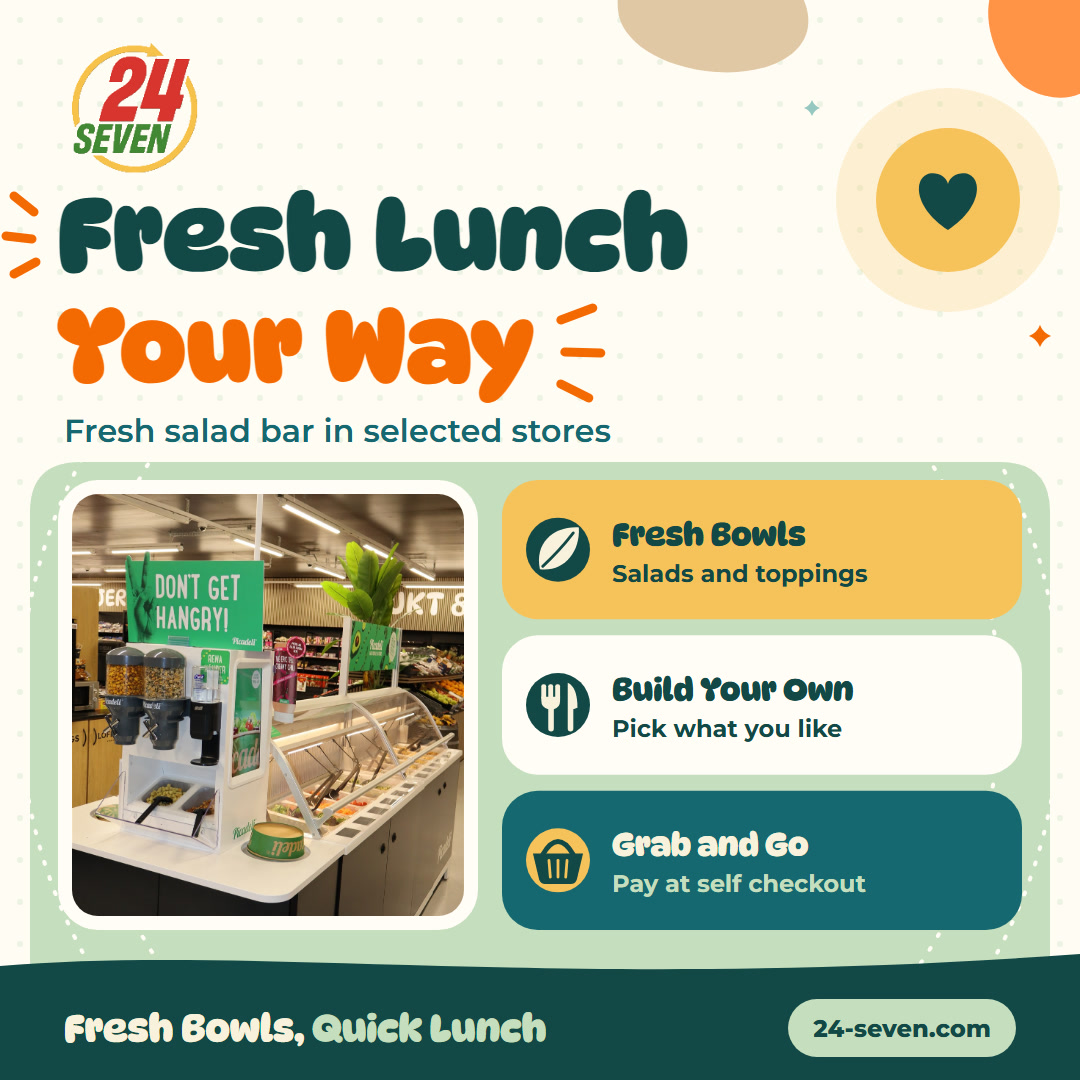 24
SEVEN
Fresh Lunch
Your Way
Fresh salad bar in selected stores
DON'T GET
HANGRY!
Picadeli
UKT &
Fresh Bowls
Salads and toppings
Build Your Own
Pick what you like
Grab and Go
Pay at self checkout
Fresh Bowls, Quick Lunch
24-seven.com